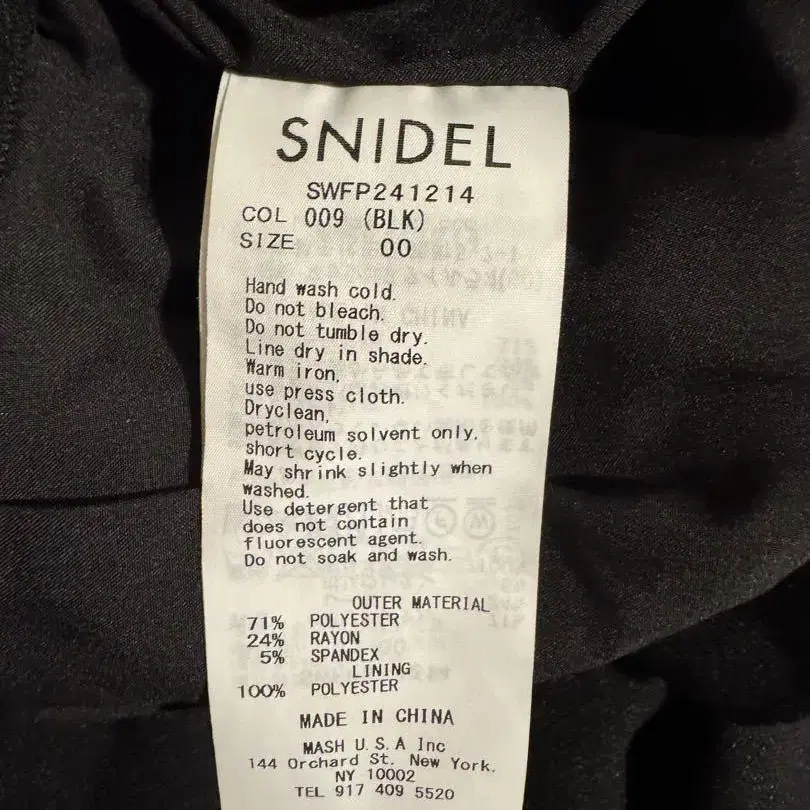 SNIDEL
SWFP241214
COL 009 (BLK)
SIZE 00
Hand wash cold.
Do not bleach.
Do not tumble dry.
Line dry in shade.
Warm iron,
use press cloth.
Dryclean,
petroleum solvent only,
short cycle.
May shrink slightly when
washed.
Use detergent that
does not contain
fluorescent agent.
Do not soak and wash.
OUTER MATERIAL
71% POLYESTER
24% RAYON
5% SPANDEX
LINING
100% POLYESTER
MADE IN CHINA
MASH U.S.A Inc
144 Orchard St. New York,
NY 10002
TEL 917 409 5520